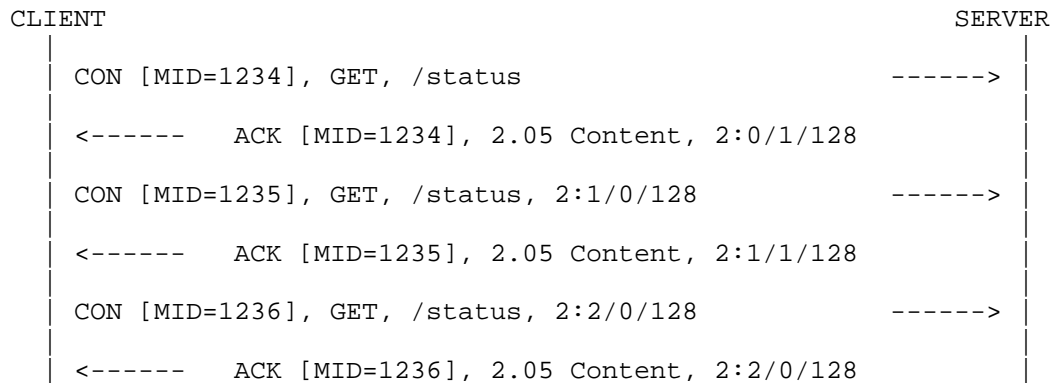 CLIENT SERVER
CON [MID=1234], GET, /status ------>
<------ ACK [MID=1234], 2.05 Content, 2:0/1/128
CON [MID=1235], GET, /status, 2:1/0/128 ------>
<------ ACK [MID=1235], 2.05 Content, 2:1/1/128
CON [MID=1236], GET, /status, 2:2/0/128 ------>
<------ ACK [MID=1236], 2.05 Content, 2:2/0/128